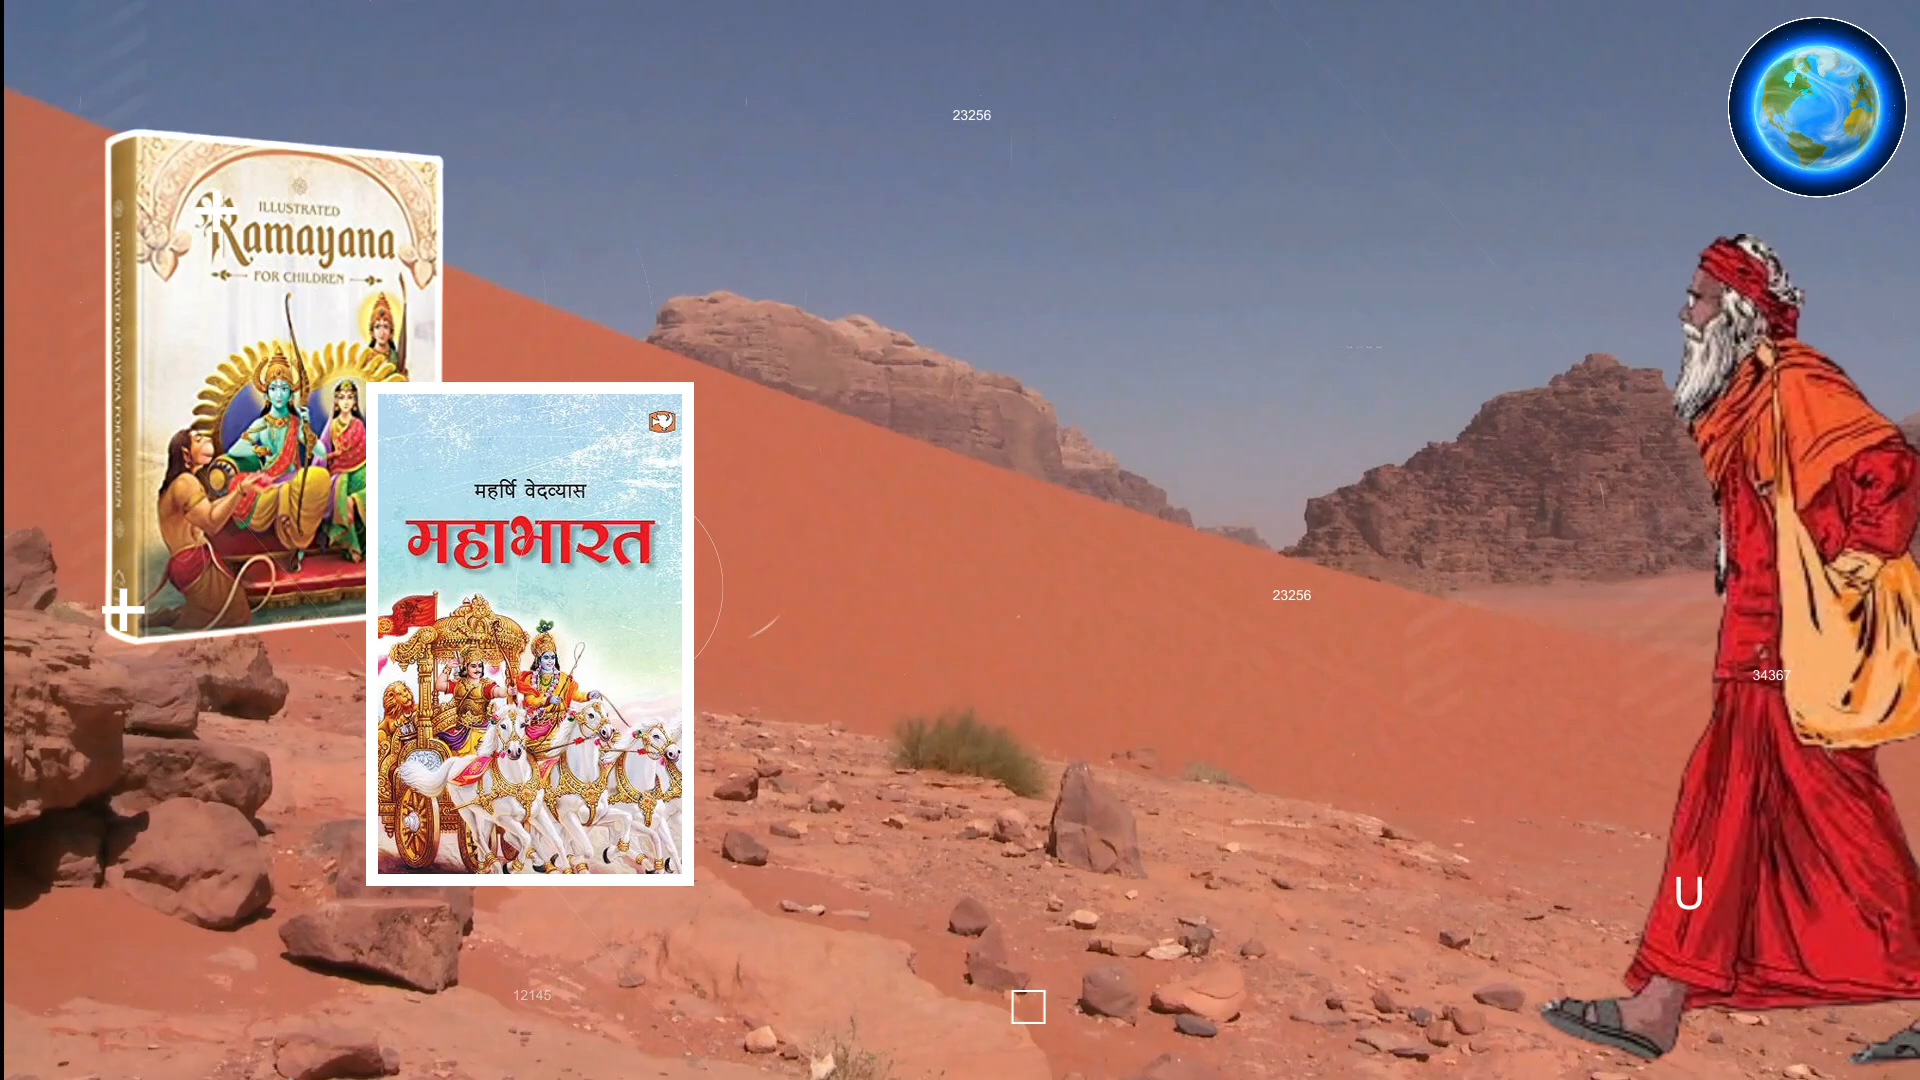 23256
ILLUSTRATED
Ramayana
FOR CHILDREN
ILLUSTRATED RAMAYANA FOR CHILDREN
महर्षि वेदव्यास
महाभारत
23256
34367
U
12145